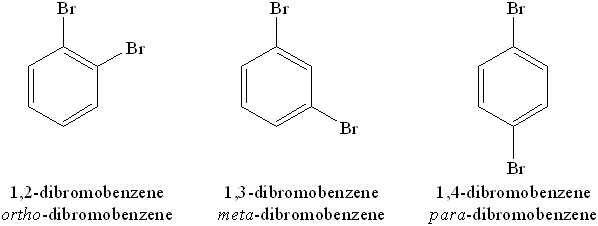 Br
Br
1,2-dibromobenzene
ortho-dibromobenzene
Br
Br
1,3-dibromobenzene
meta-dibromobenzene
Br
Br
1,4-dibromobenzene
para-dibromobenzene